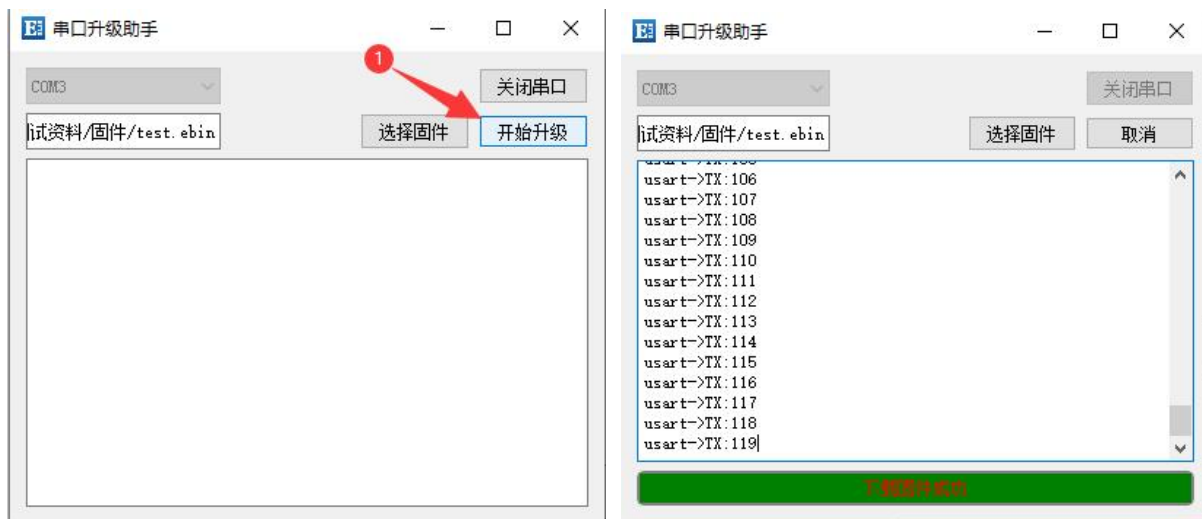 串口升级助手
1
COM3
关闭串口
试资料/固件/test.ebin
选择固件
开始升级
串口升级助手
COM3
关闭串口
试资料/固件/test.ebin
选择固件
取消
usart->TX:106
usart->TX:107
usart->TX:108
usart->TX:109
usart->TX:110
usart->TX:111
usart->TX:112
usart->TX:113
usart->TX:114
usart->TX:115
usart->TX:116
usart->TX:117
usart->TX:118
usart->TX:119
下载固件成功